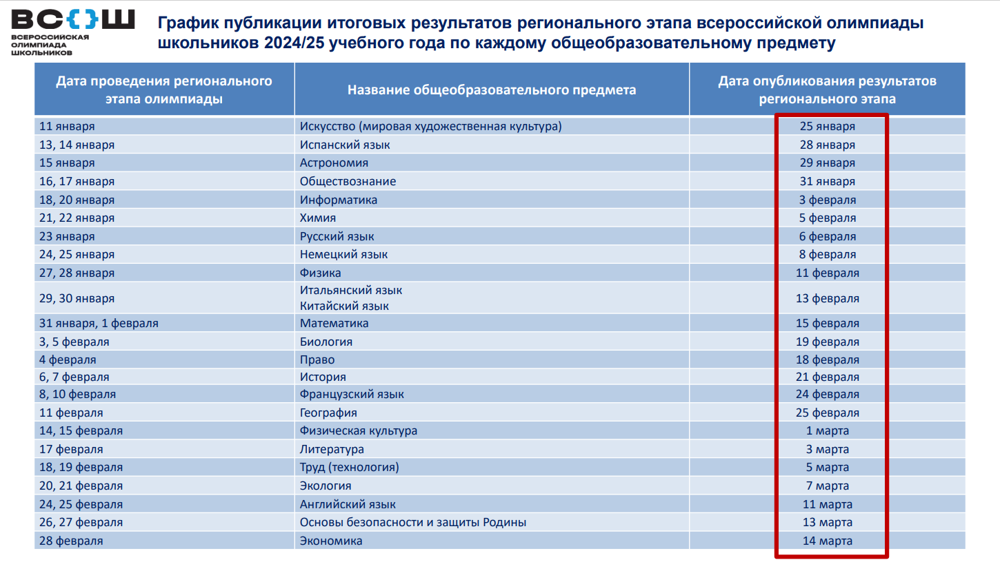 ВС{}Ш
ВСЕРОССИЙСКАЯ
ОЛИМПИАДА
ШКОЛЬНИКОВ
График публикации итоговых результатов регионального этапа всероссийской олимпиады
школьников 2024/25 учебного года по каждому общеобразовательному предмету
Дата проведения регионального
этапа олимпиады
Название общеобразовательного предмета
Дата опубликования результатов
регионального этапа
11 января Искусство (мировая художественная культура) 25 января
13, 14 января Испанский язык 28 января
15 января Астрономия 29 января
16, 17 января Обществознание 31 января
18, 20 января Информатика 3 февраля
21, 22 января Химия 5 февраля
23 января Русский язык 6 февраля
24, 25 января Немецкий язык 8 февраля
27, 28 января Физика 11 февраля
29, 30 января Итальянский язык 13 февраля
Китайский язык
31 января, 1 февраля Математика 15 февраля
3, 5 февраля Биология 19 февраля
4 февраля Право 18 февраля
6, 7 февраля История 21 февраля
8, 10 февраля Французский язык 24 февраля
11 февраля География 25 февраля
14, 15 февраля Физическая культура 1 марта
17 февраля Литература 3 марта
18, 19 февраля Труд (технология) 5 марта
20, 21 февраля Экология 7 марта
24, 25 февраля Английский язык 11 марта
26, 27 февраля Основы безопасности и защиты Родины 13 марта
28 февраля Экономика 14 марта